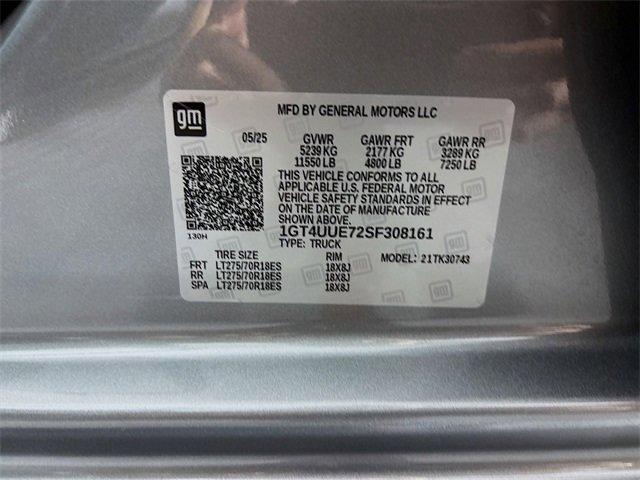 gm
MFD BY GENERAL MOTORS LLC
05/25 GVWR GAWR FRT GAWR RR
5239 KG 2177 KG 3289 KG
11550 LB 4800 LB 7250 LB
THIS VEHICLE CONFORMS TO ALL
APPLICABLE U.S. FEDERAL MOTOR
VEHICLE SAFETY STANDARDS IN EFFECT
ON THE DATE OF MANUFACTURE
SHOWN ABOVE.
1GT4UUE72SF308161
130H
TYPE: TRUCK
TIRE SIZE RIM MODEL: 21TK30743
FRT LT275/70R18ES 18X8J
RR LT275/70R18ES 18X8J
SPA LT275/70R18ES 18X8J